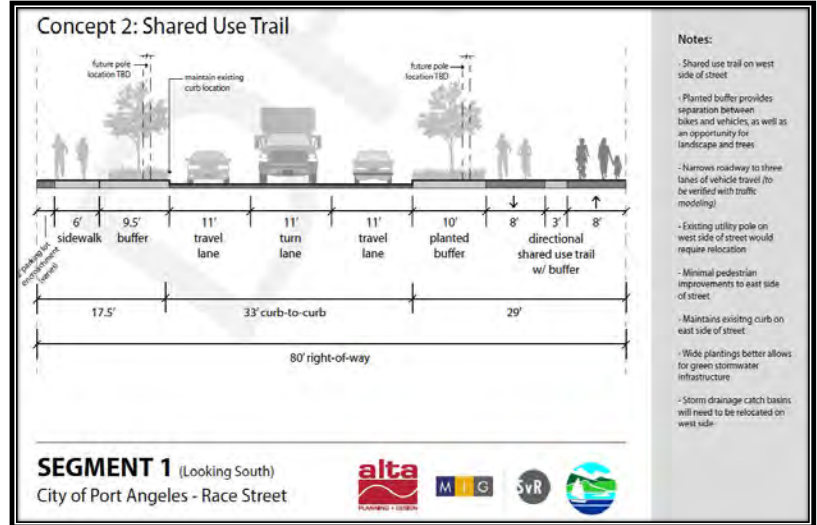 Concept 2: Shared Use Trail
future pole
location TBD
maintain existing
curb location
future pole
location TBD
6'
sidewalk
9.5'
buffer
11'
travel
lane
11'
turn
lane
11'
travel
lane
10'
planted
buffer
8'
3'
8'
directional
shared use trail
w/ buffer
parking lot
encroachment
(varies)
17.5'
33' curb-to-curb
29'
80' right-of-way
SEGMENT 1 (Looking South)
City of Port Angeles - Race Street
alta
PLANNING + DESIGN
M I G
SvR
Notes:
- Shared use trail on west
side of street
- Planted buffer provides
separation between
bikes and vehicles, as well as
an opportunity for
landscape and trees
- Narrows roadway to three
lanes of vehicle travel (to
be verified with traffic
modeling)
- Existing utility pole on
west side of street would
require relocation
- Minimal pedestrian
improvements to east side
of street
- Maintains exisitng curb on
east side of street
- Wide plantings better allows
for green stormwater
infrastructure
- Storm drainage catch basins
will need to be relocated on
west side